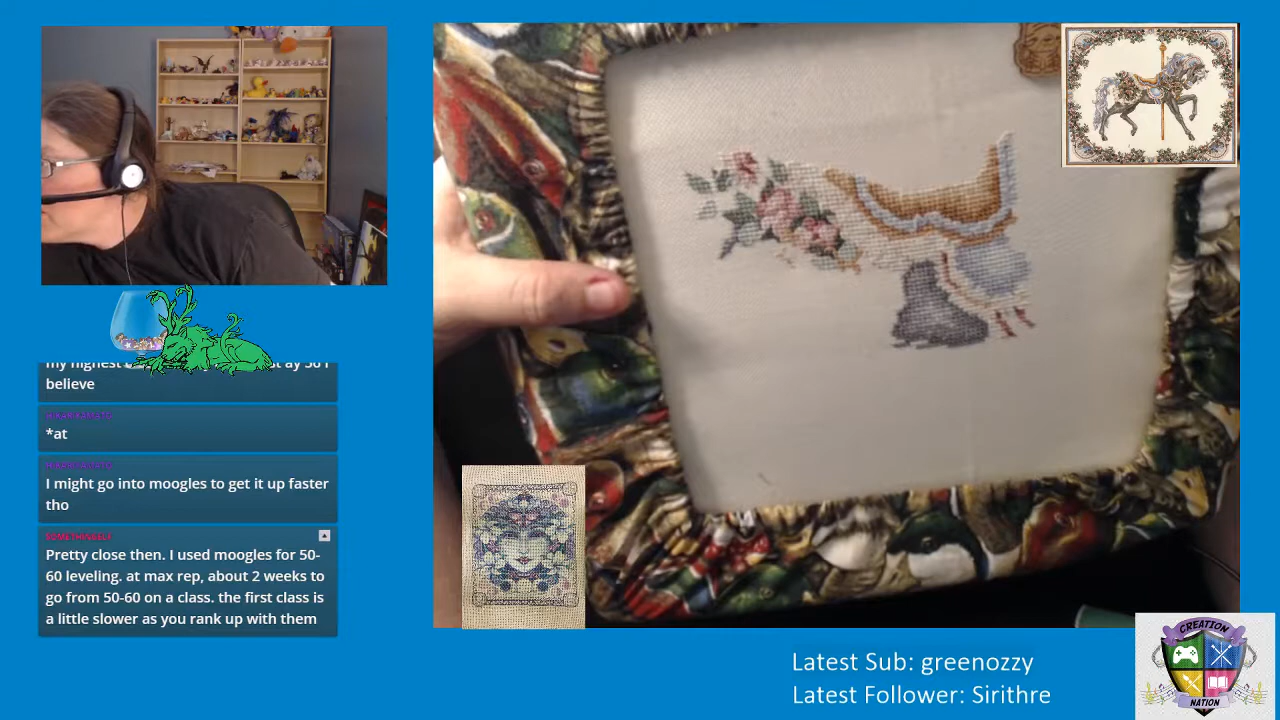 believe
*at
I might go into moogles to get it up faster
tho
SOMETHINGELF
Pretty close then. I used moogles for 50-
60 leveling. at max rep, about 2 weeks to
go from 50-60 on a class. the first class is
a little slower as you rank up with them
CREATION
NATION
Latest Sub: greenozzy
Latest Follower: Sirithre